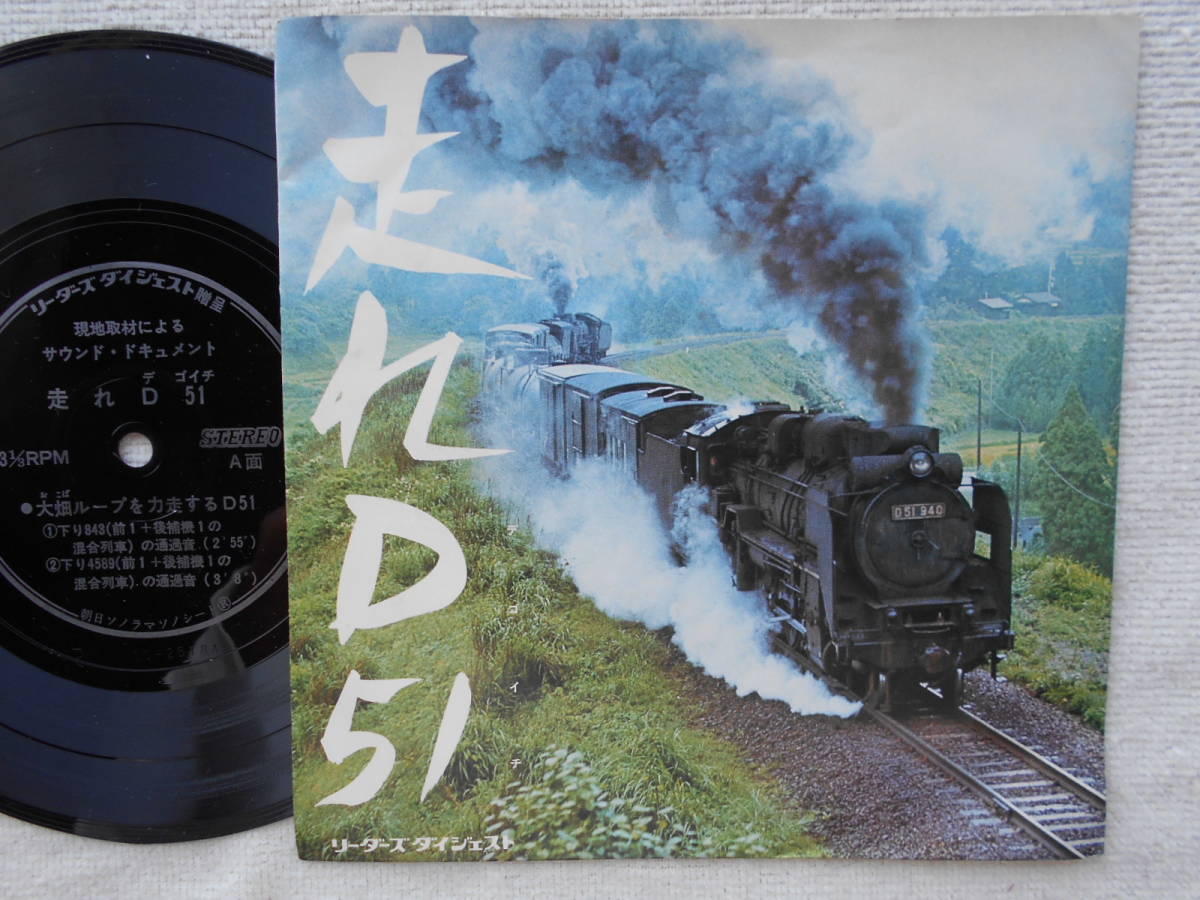 リーダーズ ダイジェスト贈呈
現地取材による
サウンド・ドキュメント
デ ゴイチ
走れD 51
3⅓RPM
STEREO
A面
おこば
●大畑ループを力走するD51
①下り843(前1+後補機1の
混合列車)の通過音(2'55")
②下り4589(前1+後補機1の
混合列車)の通過音(3'8")
朝日ソノラマソノシー
走れD51
デゴイチ
D51 940
リーダーズ ダイジェスト